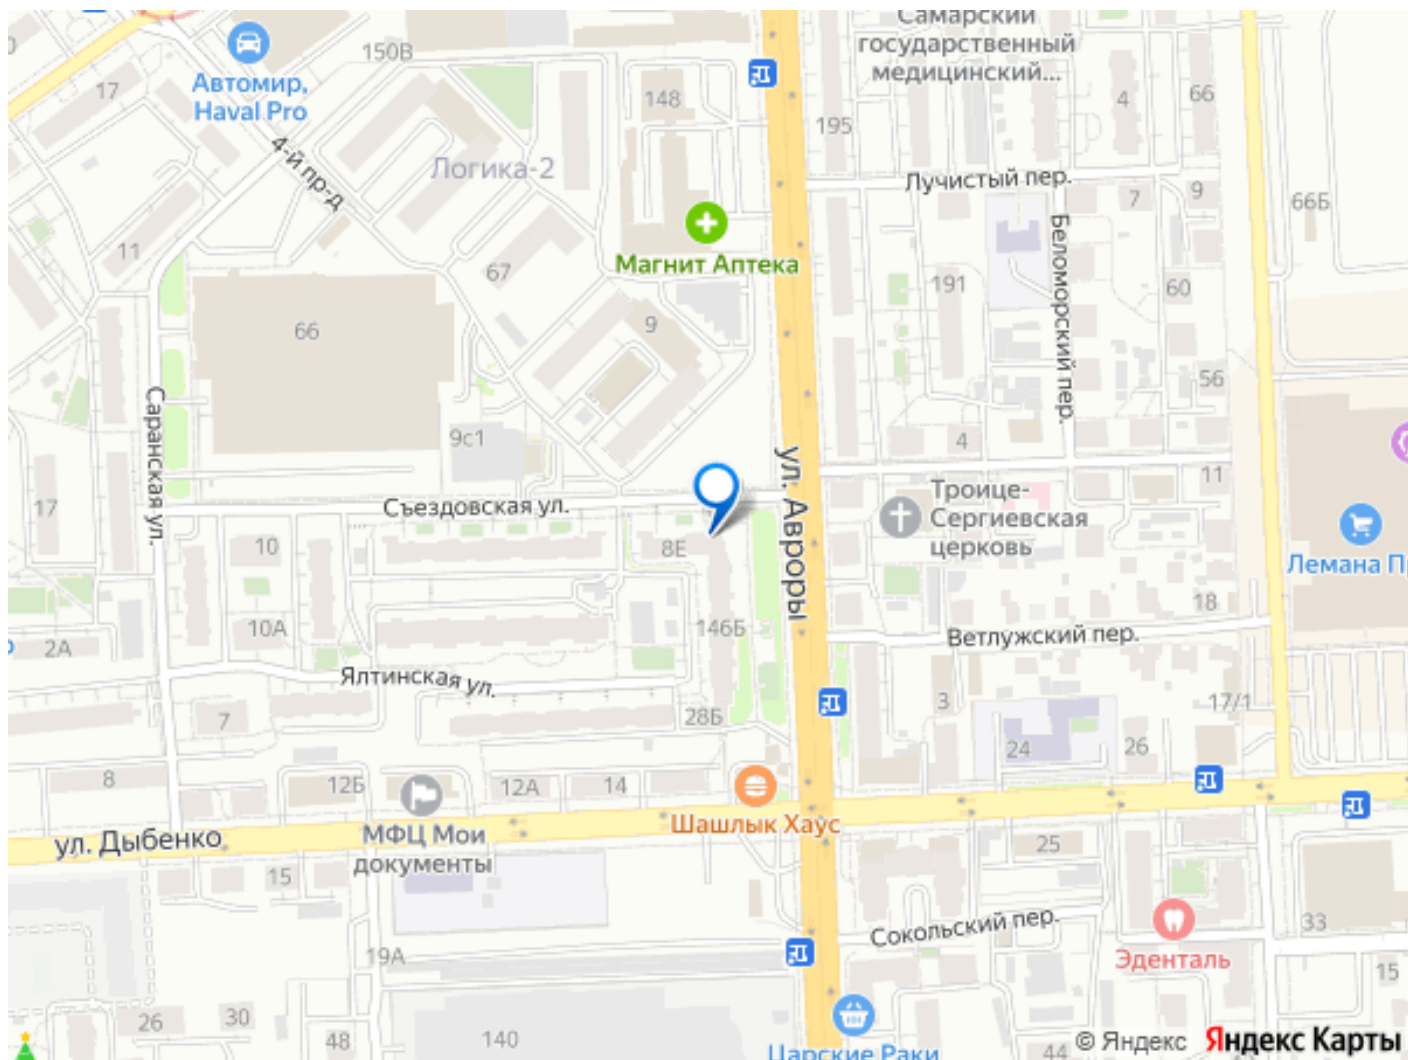 Самарский
государственный
медицинский...
150В
Автомир,
Haval Pro
17
148
4
66
195
4-й пр-д
Логика-2
Лучистый пер.
7
9
66Б
11
Магнит Аптека
67
191
Беломорский пер.
60
66
9
56
Саранская ул.
9с1
4
11
ул. Авроры
17
Съездовская ул.
Троице-
Сергиевская
церковь
10
8Е
Лемана П
18
10А
146Б
2А
Ветлужский пер.
Ялтинская ул.
7
28Б
3
17/1
24
26
8
12Б
12А
14
Шашлык Хаус
ул. Дыбенко
МФЦ Мои
документы
25
15
33
Сокольский пер.
19А
Эденталь
15
26
30
48
140
Царские Раки
44
© Яндекс
Яндекс Карты